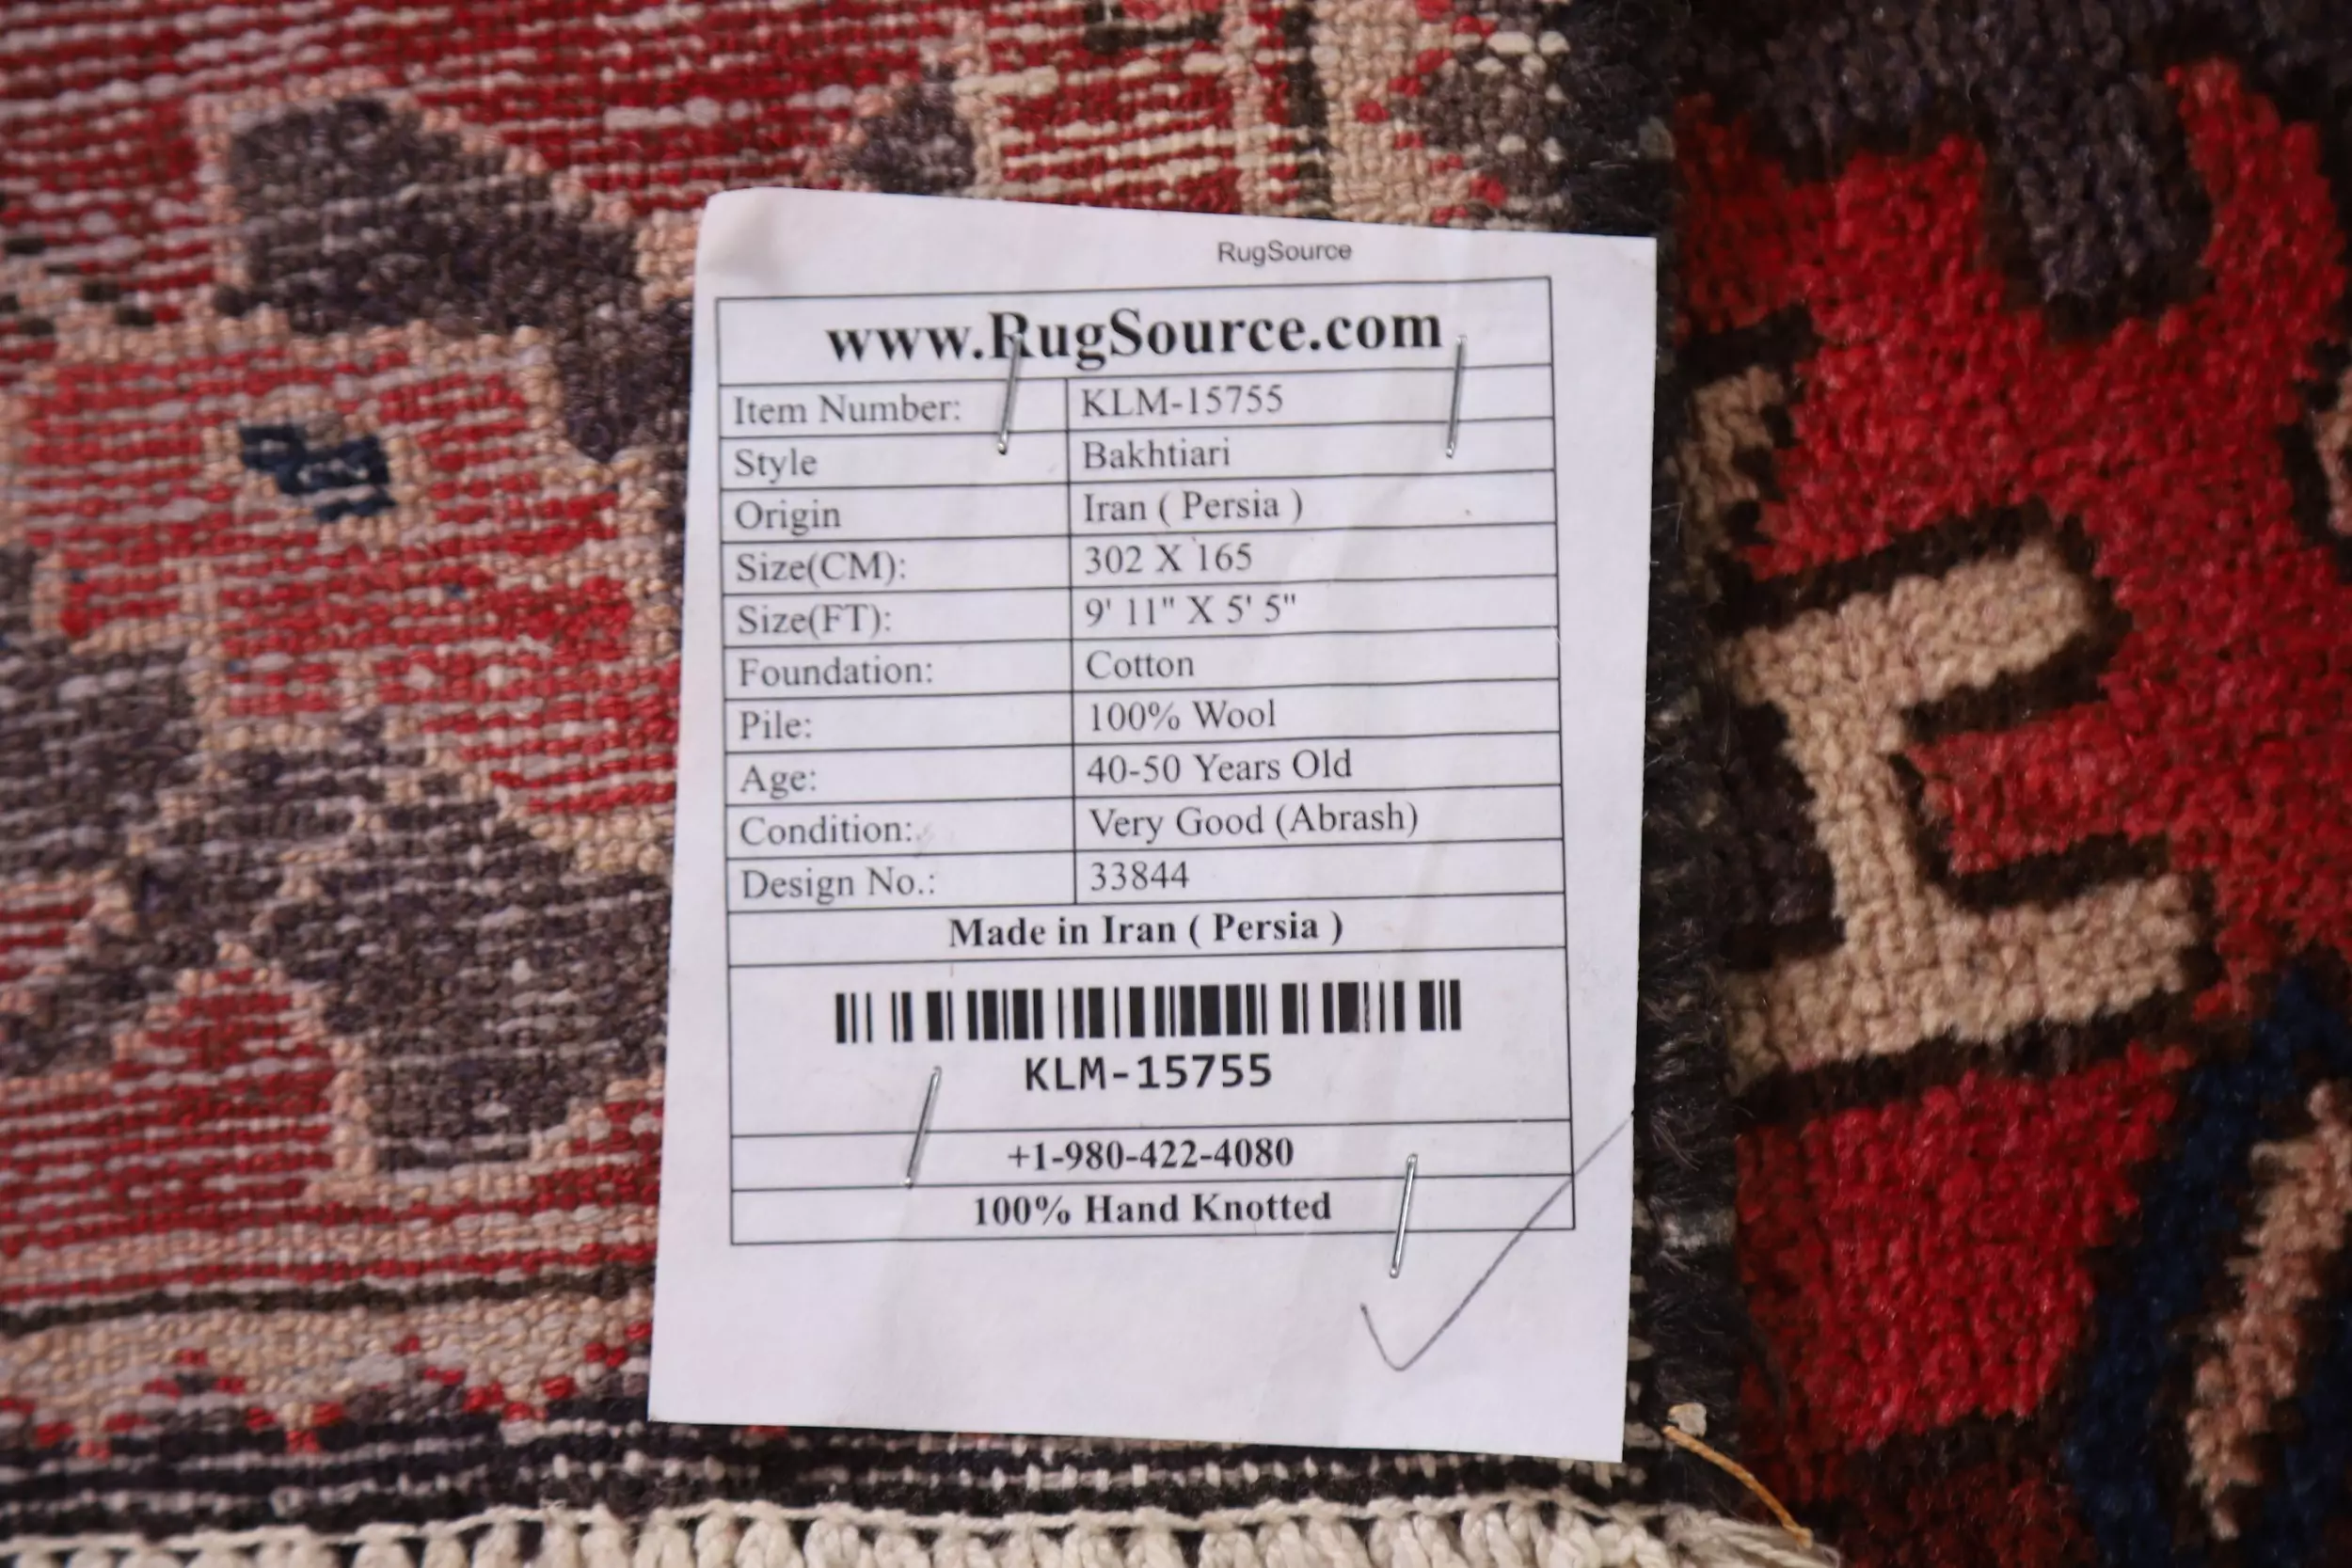 RugSource
www.RugSource.com
Item Number: KLM-15755
Style Bakhtiari
Origin Iran ( Persia )
Size(CM): 302 X 165
Size(FT): 9' 11" X 5' 5"
Foundation: Cotton
Pile: 100% Wool
Age: 40-50 Years Old
Condition: Very Good (Abrash)
Design No.: 33844
Made in Iran ( Persia )
KLM-15755
+1-980-422-4080
100% Hand Knotted